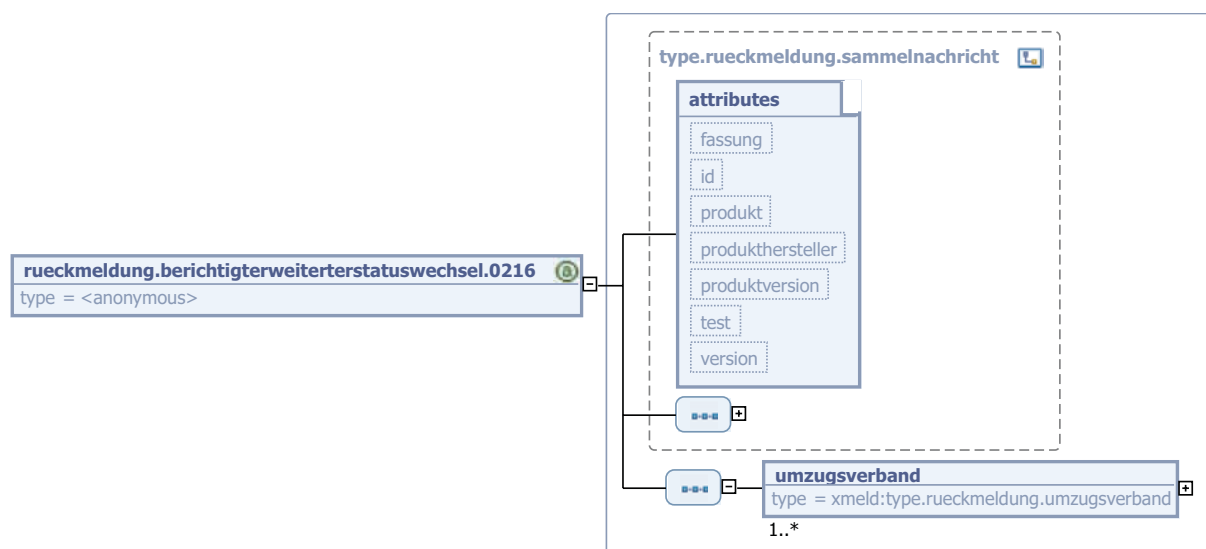 type.rueckmeldung.sammelnachricht
attributes
fassung
id
produkt
produkthersteller
produktversion
test
version
rueckmeldung.berichtigterweiterterstatuswechsel.0216
type = <anonymous>
umzugsverband
type = xmeld:type.rueckmeldung.umzugsverband
1..*